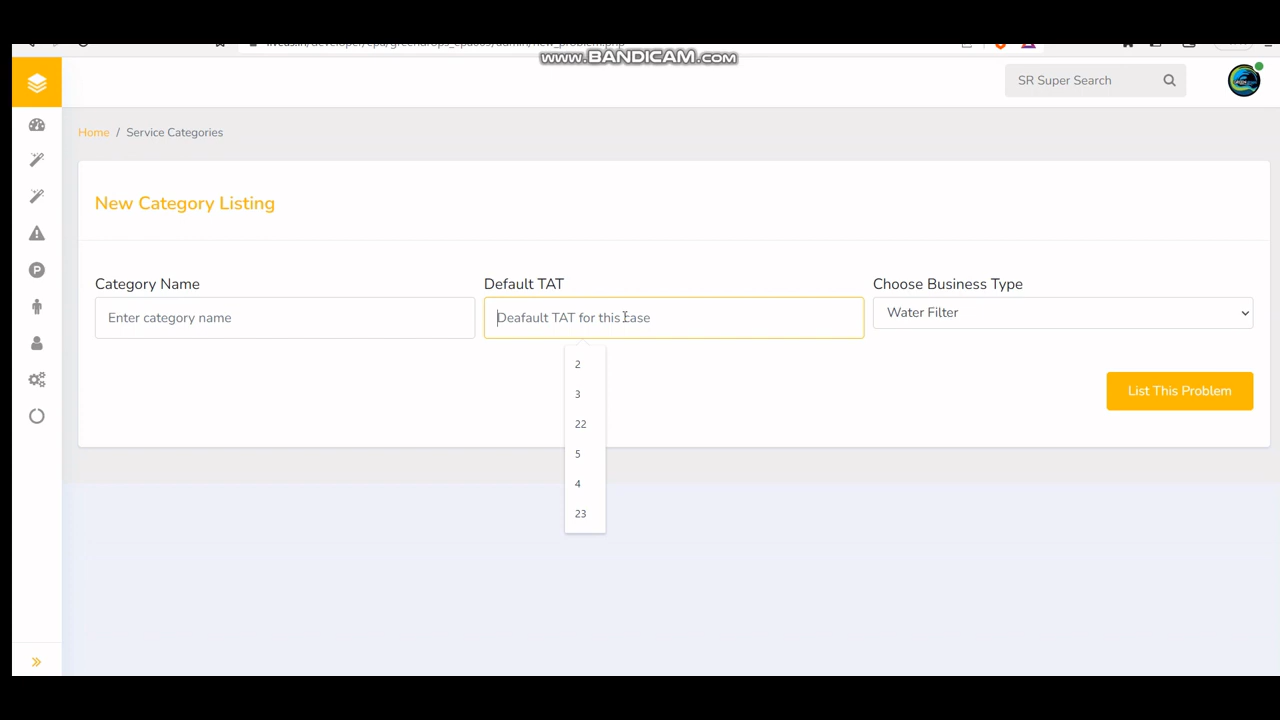 www.BANDICAM.com
SR Super Search
Home / Service Categories
New Category Listing
Category Name
Default TAT
Choose Business Type
Enter category name
Deafault TAT for this case
Water Filter
2
3
22
5
4
23
List This Problem
P